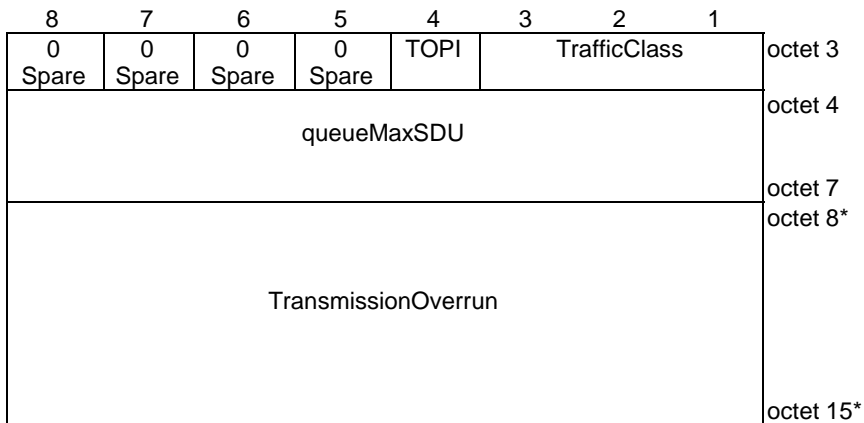 8 7 6 5 4 3 2 1
0 0 0 0 TOPI TrafficClass octet 3
Spare Spare Spare Spare
octet 4
queueMaxSDU
octet 7
octet 8*
TransmissionOverrun
octet 15*